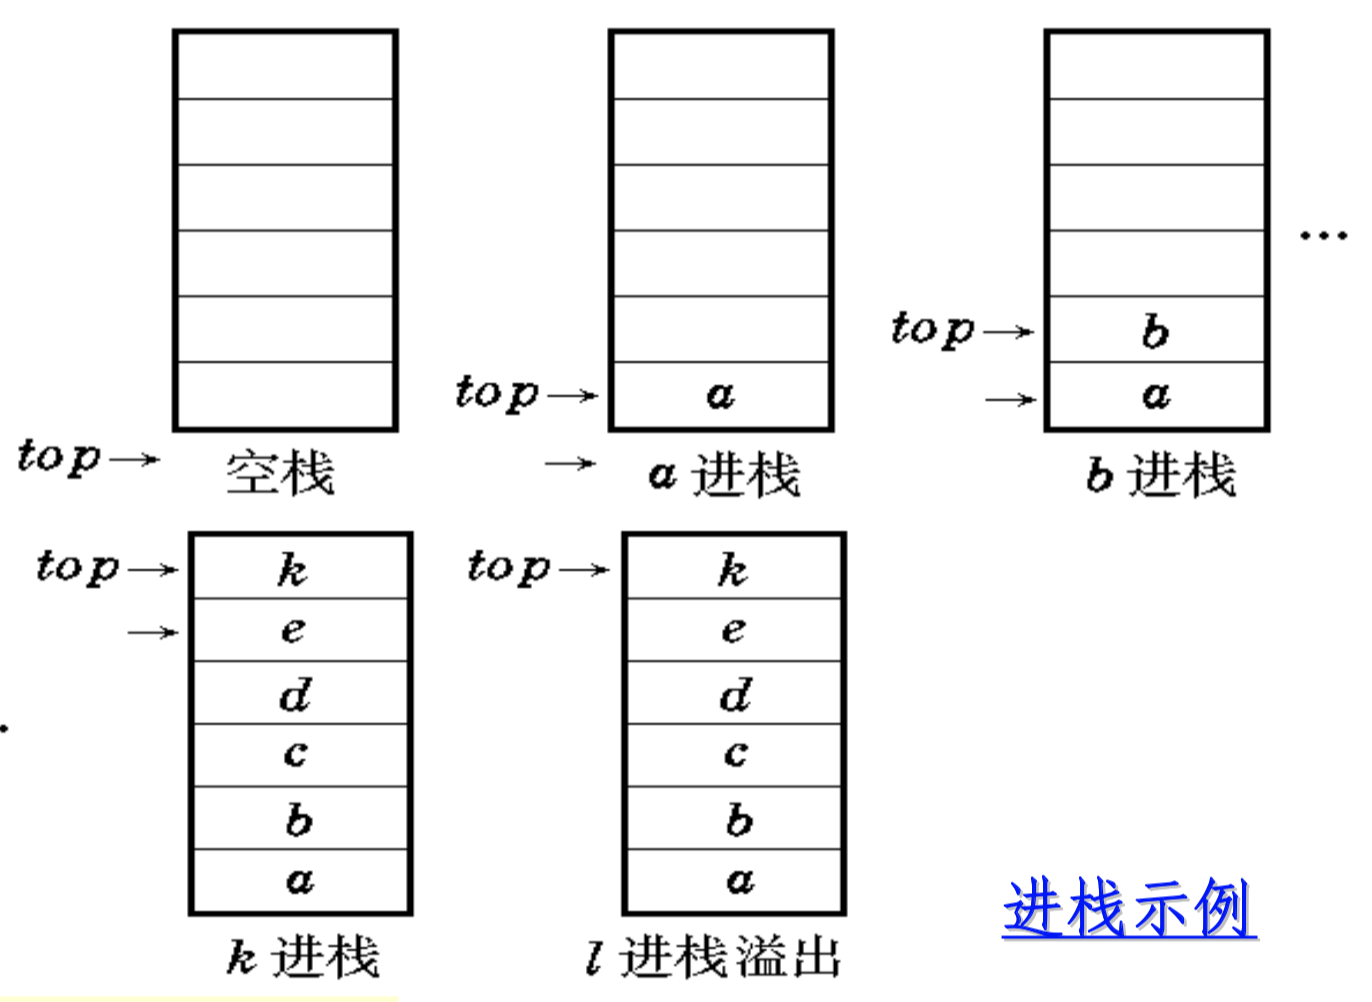 …
b
top→
top→ a
→ a
top→ 空栈
→ a 进栈
b 进栈
top→ k
top→ k
→ e
e
d
d
c
c
b
b
a
a
进栈示例
k 进栈
l 进栈溢出